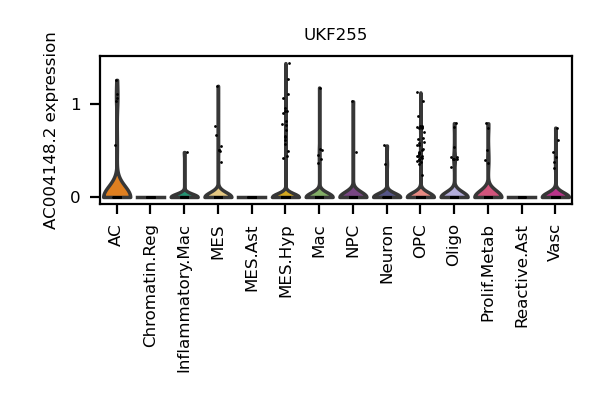 UKF255
AC004148.2 expression
1
0
AC
Chromatin.Reg
Inflammatory.Mac
MES
MES.Ast
MES.Hyp
Mac
NPC
Neuron
OPC
Oligo
Prolif.Metab
Reactive.Ast
Vasc